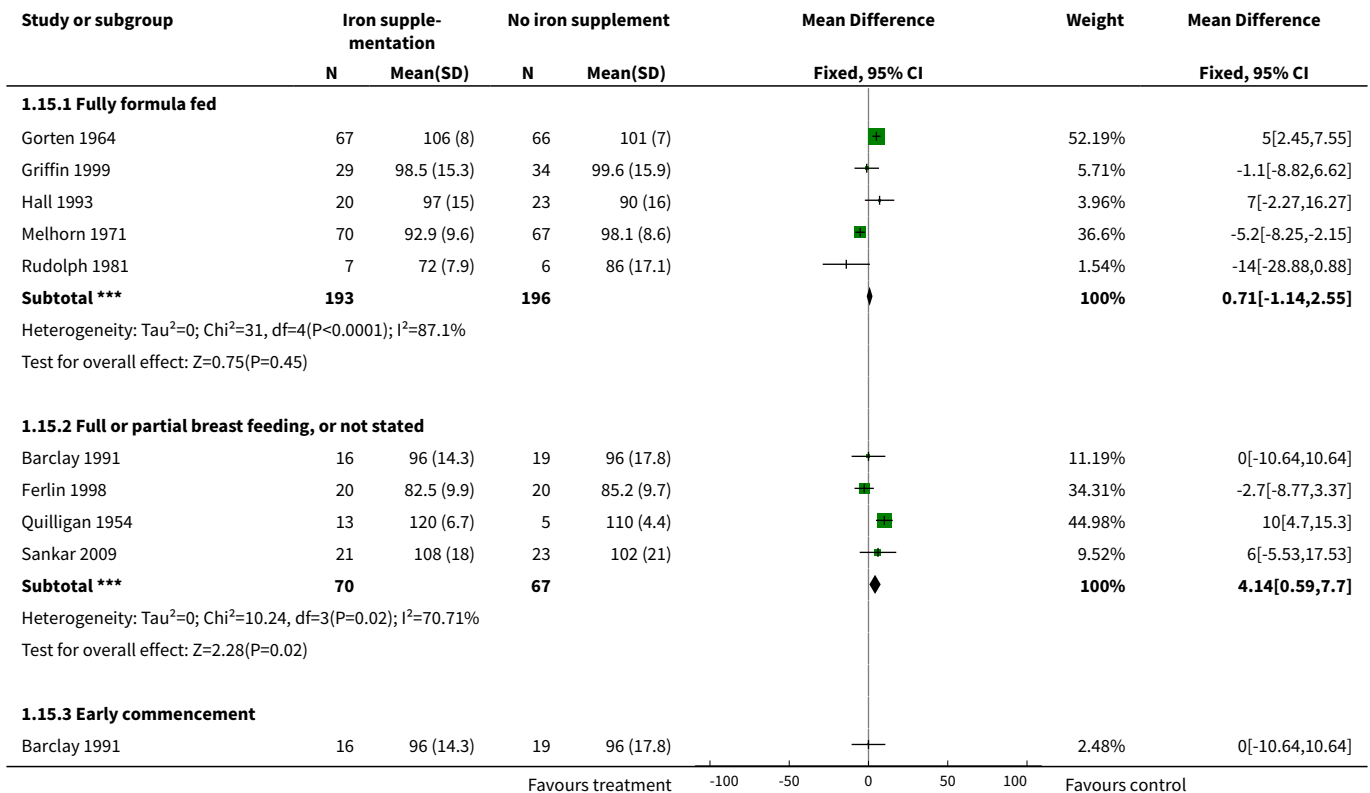 Study or subgroup Iron supple- No iron supplement Mean Difference Weight Mean Difference
mentation
N Mean(SD) N Mean(SD) Fixed, 95% CI Fixed, 95% CI
1.15.1 Fully formula fed
Gorten 1964 67 106 (8) 66 101 (7) 52.19% 5[2.45,7.55]
Griffin 1999 29 98.5 (15.3) 34 99.6 (15.9) 5.71% -1.1[-8.82,6.62]
Hall 1993 20 97 (15) 23 90 (16) 3.96% 7[-2.27,16.27]
Melhorn 1971 70 92.9 (9.6) 67 98.1 (8.6) 36.6% -5.2[-8.25,-2.15]
Rudolph 1981 7 72 (7.9) 6 86 (17.1) 1.54% -14[-28.88,0.88]
Subtotal *** 193 196 100% 0.71[-1.14,2.55]
Heterogeneity: Tau²=0; Chi²=31, df=4(P<0.0001); I²=87.1%
Test for overall effect: Z=0.75(P=0.45)
1.15.2 Full or partial breast feeding, or not stated
Barclay 1991 16 96 (14.3) 19 96 (17.8) 11.19% 0[-10.64,10.64]
Ferlin 1998 20 82.5 (9.9) 20 85.2 (9.7) 34.31% -2.7[-8.77,3.37]
Quilligan 1954 13 120 (6.7) 5 110 (4.4) 44.98% 10[4.7,15.3]
Sankar 2009 21 108 (18) 23 102 (21) 9.52% 6[-5.53,17.53]
Subtotal *** 70 67 100% 4.14[0.59,7.7]
Heterogeneity: Tau²=0; Chi²=10.24, df=3(P=0.02); I²=70.71%
Test for overall effect: Z=2.28(P=0.02)
1.15.3 Early commencement
Barclay 1991 16 96 (14.3) 19 96 (17.8) 2.48% 0[-10.64,10.64]
Favours treatment -100 -50 0 50 100 Favours control